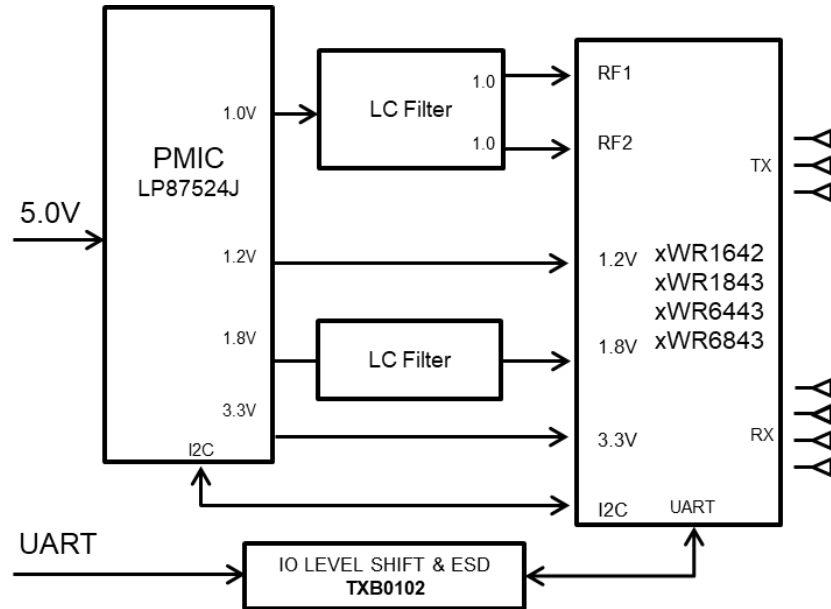 PMIC
LP87524J
5.0V
1.0V
1.2V
1.8V
3.3V
I2C
LC Filter
1.0
1.0
LC Filter
RF1
RF2
1.2V
1.8V
3.3V
I2C
UART
xWR1642
xWR1843
xWR6443
xWR6843
TX
RX
UART
IO LEVEL SHIFT & ESD
TXB0102